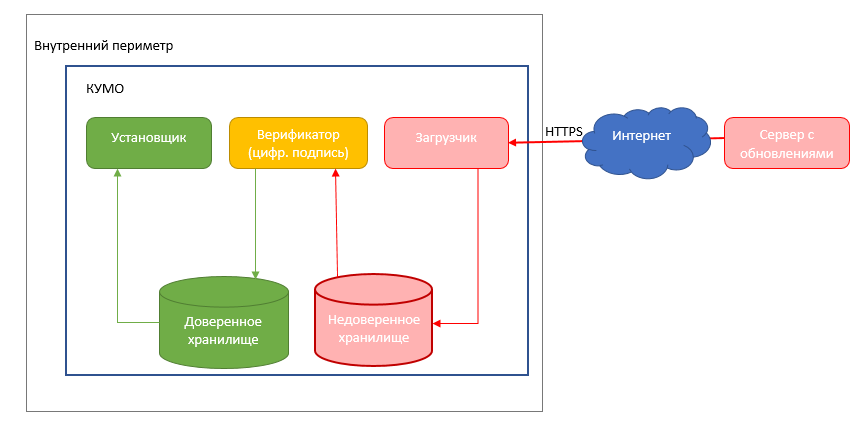 Внутренний периметр
КУМО
Установщик
Верификатор
(цифр. подпись)
Загрузчик
HTTPS
Интернет
Сервер с
обновлениями
Доверенное
хранилище
Недоверенное
хранилище